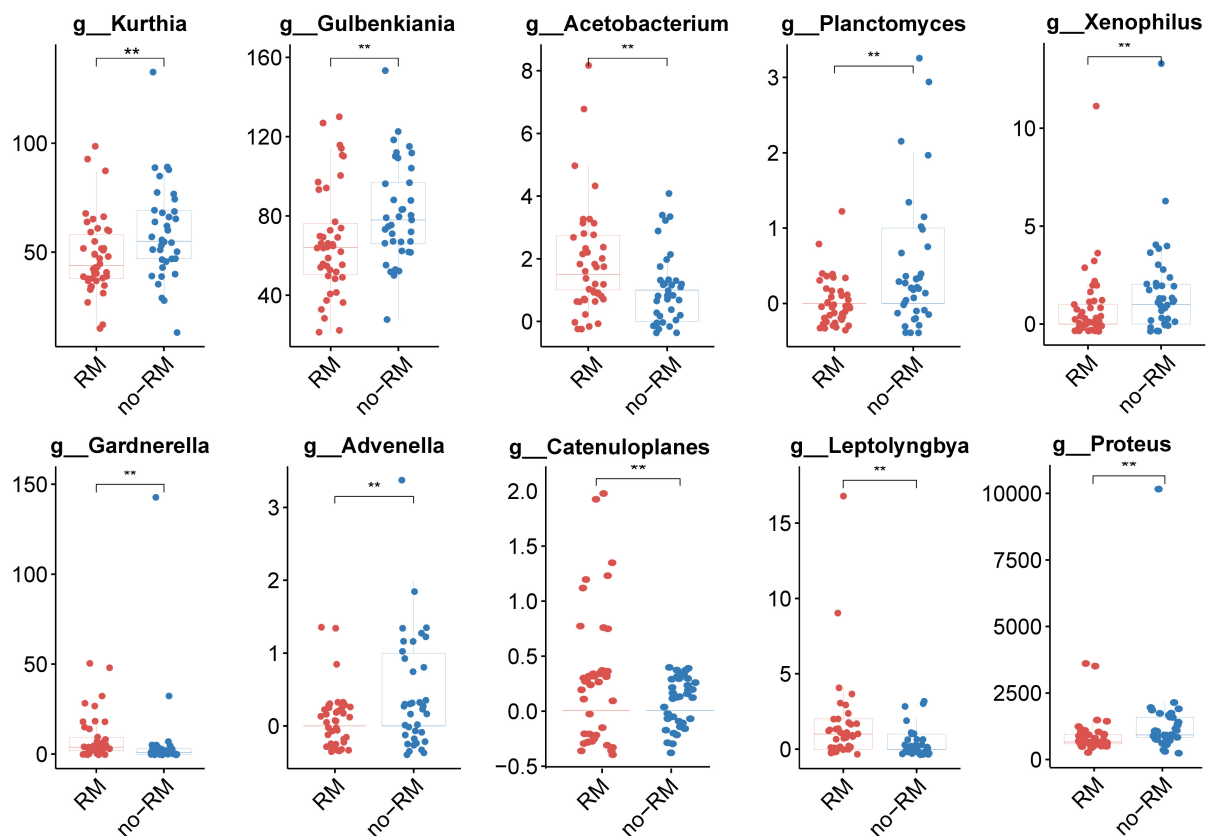 g__Kurthia
**
100
50
RM
no−RM
g__Gulbenkiania
**
160
120
80
40
RM
no−RM
g__Acetobacterium
**
8
6
4
2
0
RM
no−RM
g__Planctomyces
**
3
2
1
0
RM
no−RM
g__Xenophilus
**
10
5
0
RM
no−RM
g__Gardnerella
**
150
100
50
0
RM
no−RM
g__Advenella
**
3
2
1
0
RM
no−RM
g__Catenuloplanes
**
2.0
1.5
1.0
0.5
0.0
−0.5
RM
no−RM
g__Leptolyngbya
**
15
10
5
0
RM
no−RM
g__Proteus
**
10000
7500
5000
2500
0
RM
no−RM